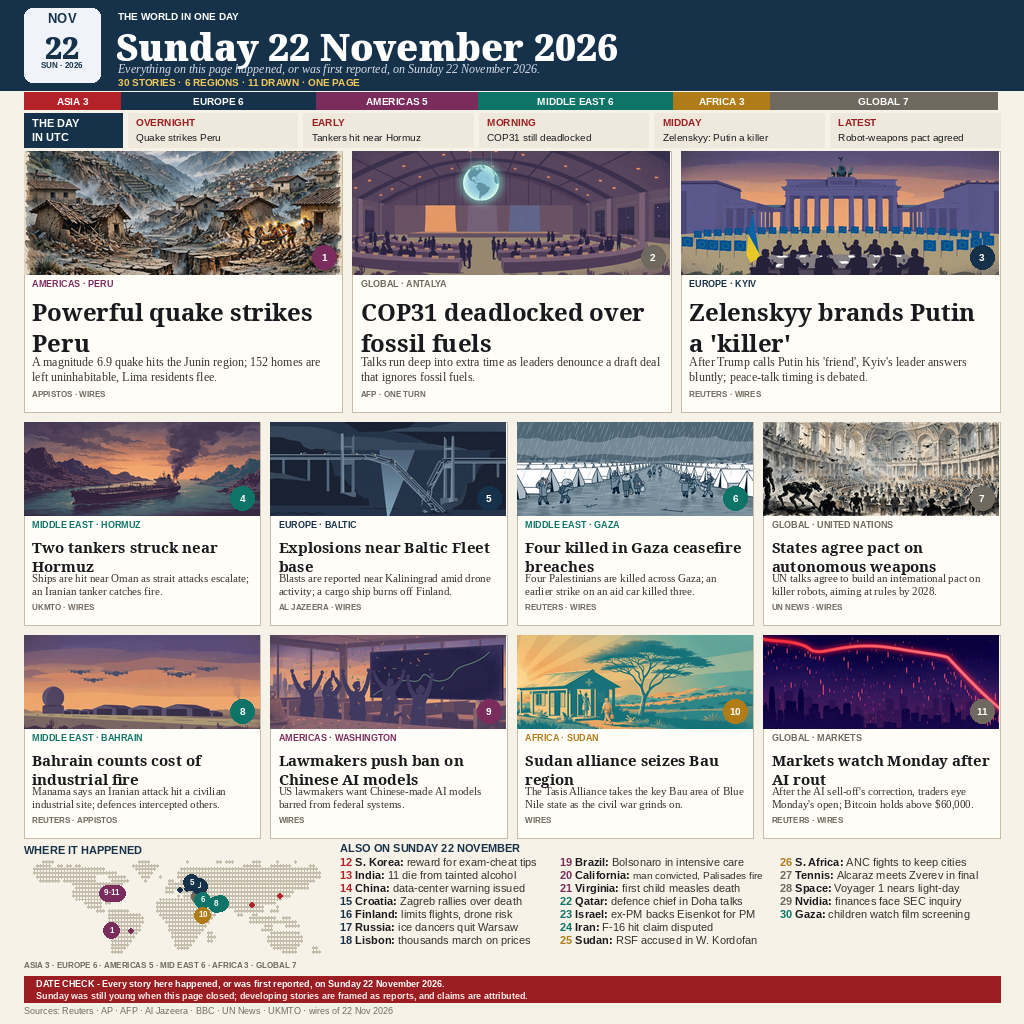 NOV
22
SUN · 2026
THE WORLD IN ONE DAY
Sunday 22 November 2026
Everything on this page happened, or was first reported, on Sunday 22 November 2026.
30 STORIES · 6 REGIONS · 11 DRAWN · ONE PAGE
ASIA 3
EUROPE 6
AMERICAS 5
MIDDLE EAST 6
AFRICA 3
GLOBAL 7
THE DAY
IN UTC
OVERNIGHT
Quake strikes Peru
EARLY
Tankers hit near Hormuz
MORNING
COP31 still deadlocked
MIDDAY
Zelenskyy: Putin a killer
LATEST
Robot-weapons pact agreed
1
AMERICAS · PERU
Powerful quake strikes
Peru
A magnitude 6.9 quake hits the Junin region; 152 homes are
left uninhabitable, Lima residents flee.
APPISTOS · WIRES
2
GLOBAL · ANTALYA
COP31 deadlocked over
fossil fuels
Talks run deep into extra time as leaders denounce a draft deal
that ignores fossil fuels.
AFP · ONE TURN
3
EUROPE · KYIV
Zelenskyy brands Putin
a 'killer'
After Trump calls Putin his 'friend', Kyiv's leader answers
bluntly; peace-talk timing is debated.
REUTERS · WIRES
4
MIDDLE EAST · HORMUZ
Two tankers struck near
Hormuz
Ships are hit near Oman as strait attacks escalate;
an Iranian tanker catches fire.
UKMTO · WIRES
5
EUROPE · BALTIC
Explosions near Baltic Fleet
base
Blasts are reported near Kaliningrad amid drone
activity; a cargo ship burns off Finland.
AL JAZEERA · WIRES
6
MIDDLE EAST · GAZA
Four killed in Gaza ceasefire
breaches
Four Palestinians are killed across Gaza; an
earlier strike on an aid car killed three.
REUTERS · WIRES
7
GLOBAL · UNITED NATIONS
States agree pact on
autonomous weapons
UN talks agree to build an international pact on
killer robots, aiming at rules by 2028.
UN NEWS · WIRES
8
MIDDLE EAST · BAHRAIN
Bahrain counts cost of
industrial fire
Manama says an Iranian attack hit a civilian
industrial site; defences intercepted others.
REUTERS · APPISTOS
9
AMERICAS · WASHINGTON
Lawmakers push ban on
Chinese AI models
US lawmakers want Chinese-made AI models
barred from federal systems.
WIRES
10
AFRICA · SUDAN
Sudan alliance seizes Bau
region
The Tasis Alliance takes the key Bau area of Blue
Nile state as the civil war grinds on.
WIRES
11
GLOBAL · MARKETS
Markets watch Monday after
AI rout
After the AI sell-off's correction, traders eye
Monday's open; Bitcoin holds above $60,000.
REUTERS · WIRES
WHERE IT HAPPENED
9-11
5
6
8
10
1
ASIA 3 · EUROPE 6 · AMERICAS 5 · MID EAST 6 · AFRICA 3 · GLOBAL 7
ALSO ON SUNDAY 22 NOVEMBER
12 S. Korea: reward for exam-cheat tips
13 India: 11 die from tainted alcohol
14 China: data-center warning issued
15 Croatia: Zagreb rallies over death
16 Finland: limits flights, drone risk
17 Russia: ice dancers quit Warsaw
18 Lisbon: thousands march on prices
19 Brazil: Bolsonaro in intensive care
20 California: man convicted, Palisades fire
21 Virginia: first child measles death
22 Qatar: defence chief in Doha talks
23 Israel: ex-PM backs Eisenkot for PM
24 Iran: F-16 hit claim disputed
25 Sudan: RSF accused in W. Kordofan
26 S. Africa: ANC fights to keep cities
27 Tennis: Alcaraz meets Zverev in final
28 Space: Voyager 1 nears light-day
29 Nvidia: finances face SEC inquiry
30 Gaza: children watch film screening
DATE CHECK - Every story here happened, or was first reported, on Sunday 22 November 2026.
Sunday was still young when this page closed; developing stories are framed as reports, and claims are attributed.
Sources: Reuters · AP · AFP · Al Jazeera · BBC · UN News · UKMTO · wires of 22 Nov 2026